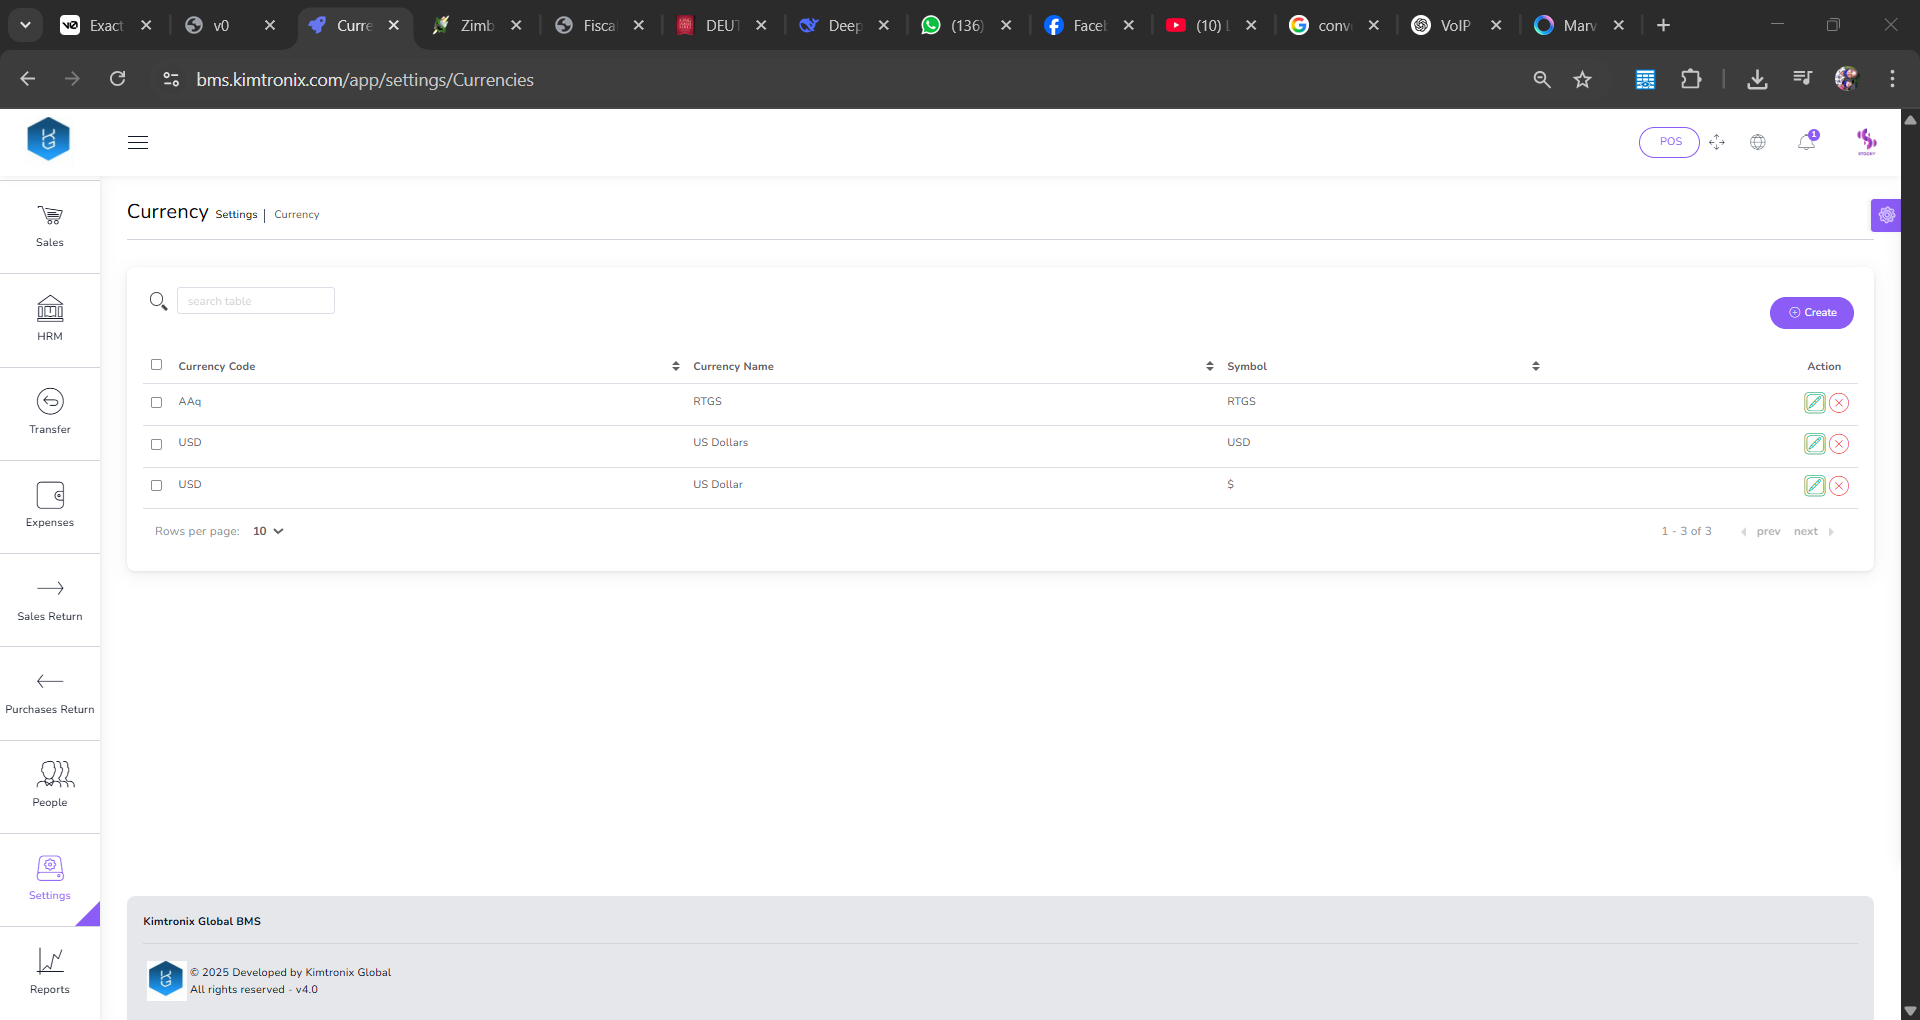 Exact
v0
Curre
Zimb
Fiscal
DEUT
Deep
(136)
Faceb
(10) L
conv
VoIP
Marv
bms.kimtronix.com/app/settings/Currencies
POS
1
Currency Settings | Currency
search table
Create
Currency Code Currency Name Symbol Action
AAq RTGS RTGS
USD US Dollars USD
USD US Dollar $
Rows per page: 10 1 - 3 of 3 prev next
Sales
HRM
Transfer
Expenses
Sales Return
Purchases Return
People
Settings
Reports
Kimtronix Global BMS
© 2025 Developed by Kimtronix Global
All rights reserved - v4.0